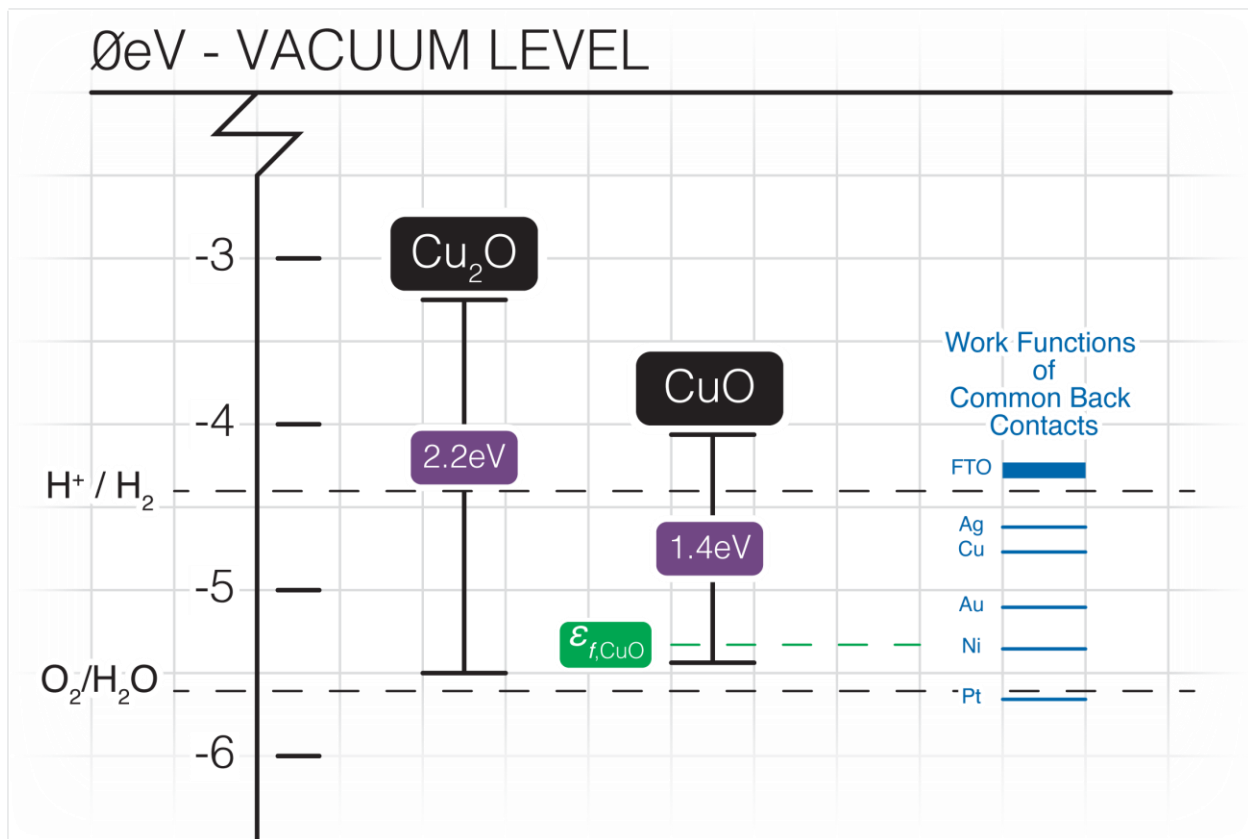 ØeV - VACUUM LEVEL
-3
Cu₂O
Work Functions
of
Common Back
Contacts
CuO
-4
2.2eV
FTO
H⁺ / H₂
Ag
1.4eV
Cu
-5
Au
ε f,CuO
Ni
O₂/H₂O
Pt
-6